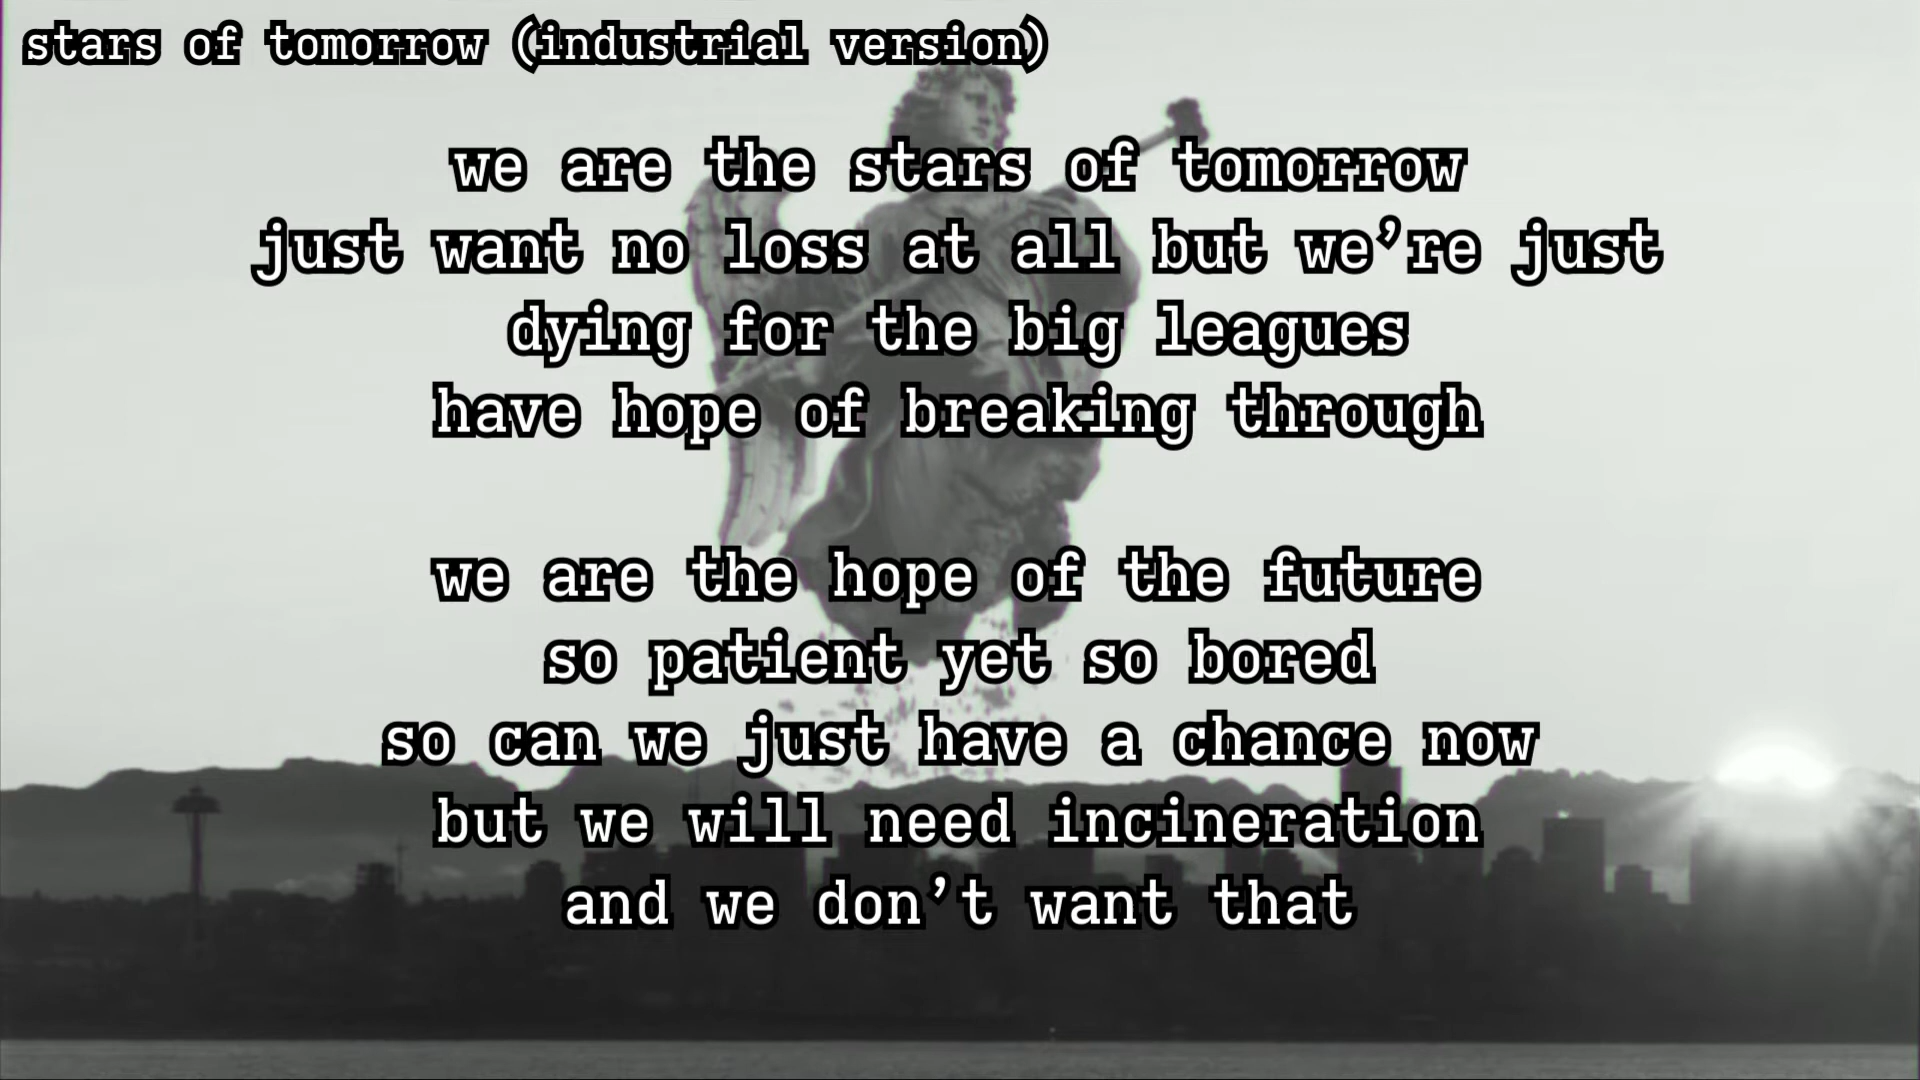 stars of tomorrow (industrial version)
we are the stars of tomorrow
just want no loss at all but we’re just
dying for the big leagues
have hope of breaking through
we are the hope of the future
so patient yet so bored
so can we just have a chance now
but we will need incineration
and we don’t want that